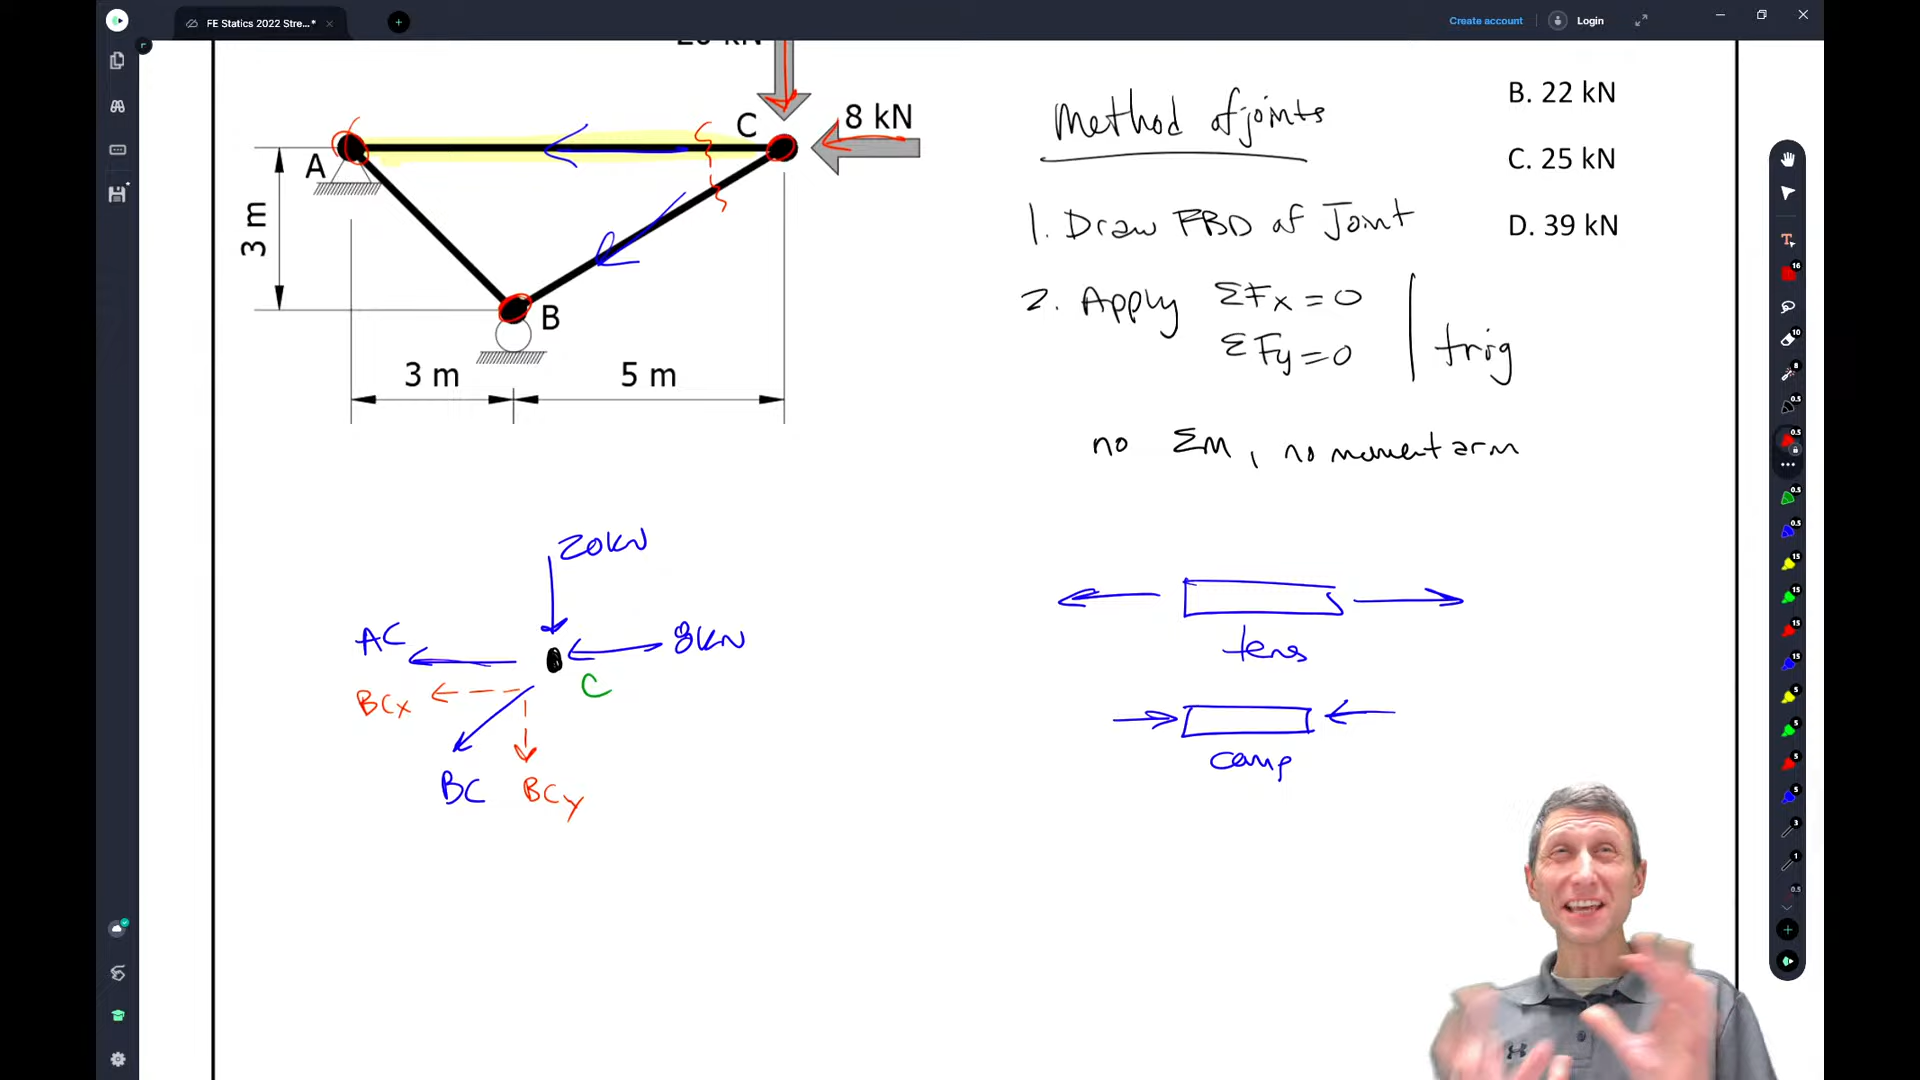 FE Statics 2022 Stre...*
Create account
Login
20 kN
C
8 kN
A
3 m
B
3 m
5 m
Method of joints
B. 22 kN
C. 25 kN
D. 39 kN
1. Draw FBD of Joint
2. Apply ΣFx = 0
ΣFy = 0
trig
no ΣM, no moment arm
20kN
AC
8kN
C
BCx
BC
BCy
tens
comp